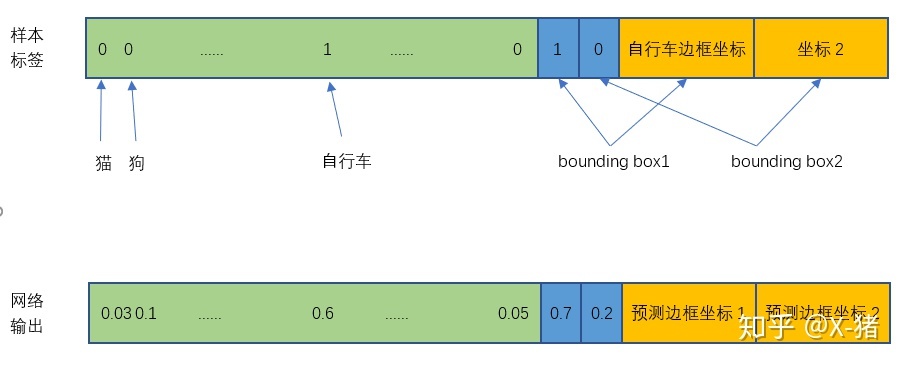 样本
标签
0 0 ...... 1 ...... 0 1 0 自行车边框坐标 坐标 2
猫 狗 自行车 bounding box1 bounding box2
网络
输出
0.03 0.1 ...... 0.6 ...... 0.05 0.7 0.2 预测边框坐标 1 预测边框坐标 2
知乎 @X-猪